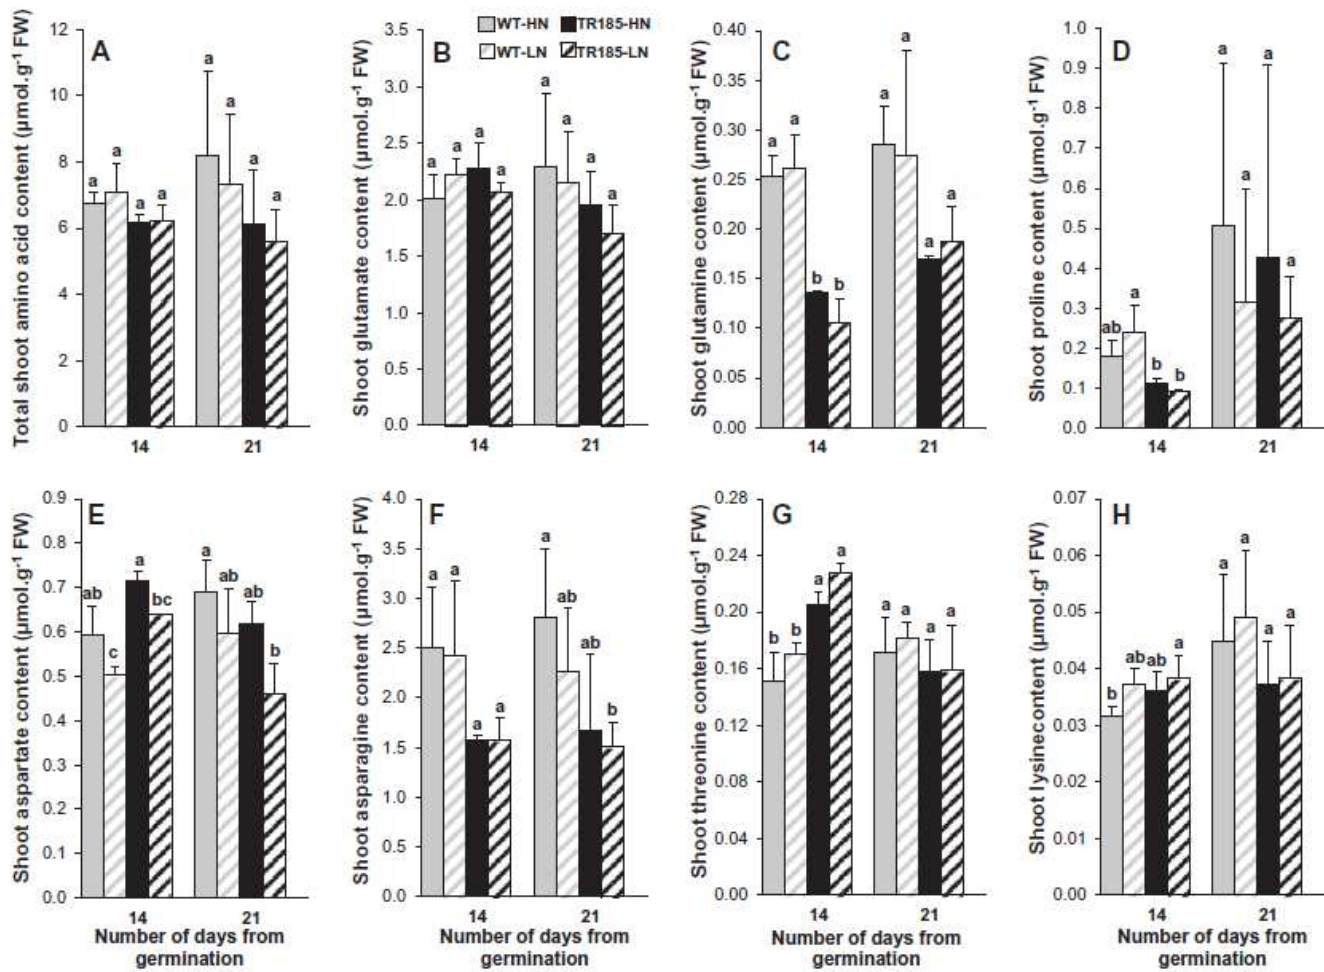 A
Total shoot amino acid content (µmol.g-1 FW)
12
10
8
6
4
2
0
a a a a a a a a
14 21
B
WT-HN TR185-HN
WT-LN TR185-LN
Shoot glutamate content (µmol.g-1 FW)
3.5
3.0
2.5
2.0
1.5
1.0
0.5
0.0
a a a a a a a a
14 21
C
Shoot glutamine content (µmol.g-1 FW)
0.40
0.35
0.30
0.25
0.20
0.15
0.10
0.05
0.00
a a b b a a a a
14 21
D
Shoot proline content (µmol.g-1 FW)
1.0
0.9
0.8
0.7
0.6
0.5
0.4
0.3
0.2
0.1
0.0
ab a b b a a a a
14 21
E
Shoot aspartate content (µmol.g-1 FW)
0.9
0.8
0.7
0.6
0.5
0.4
0.3
0.2
0.1
0.0
ab c a bc a ab ab b
14 21
Number of days from
germination
F
Shoot asparagine content (µmol.g-1 FW)
4.0
3.5
3.0
2.5
2.0
1.5
1.0
0.5
0.0
a a a a a ab ab b
14 21
Number of days from
germination
G
Shoot threonine content (µmol.g-1 FW)
0.28
0.24
0.20
0.16
0.12
0.08
0.04
0.00
b b a a a a a a
14 21
Number of days from
germination
H
Shoot lysinecontent (µmol.g-1 FW)
0.07
0.06
0.05
0.04
0.03
0.02
0.01
0.00
b ab ab a a a a a
14 21
Number of days from
germination